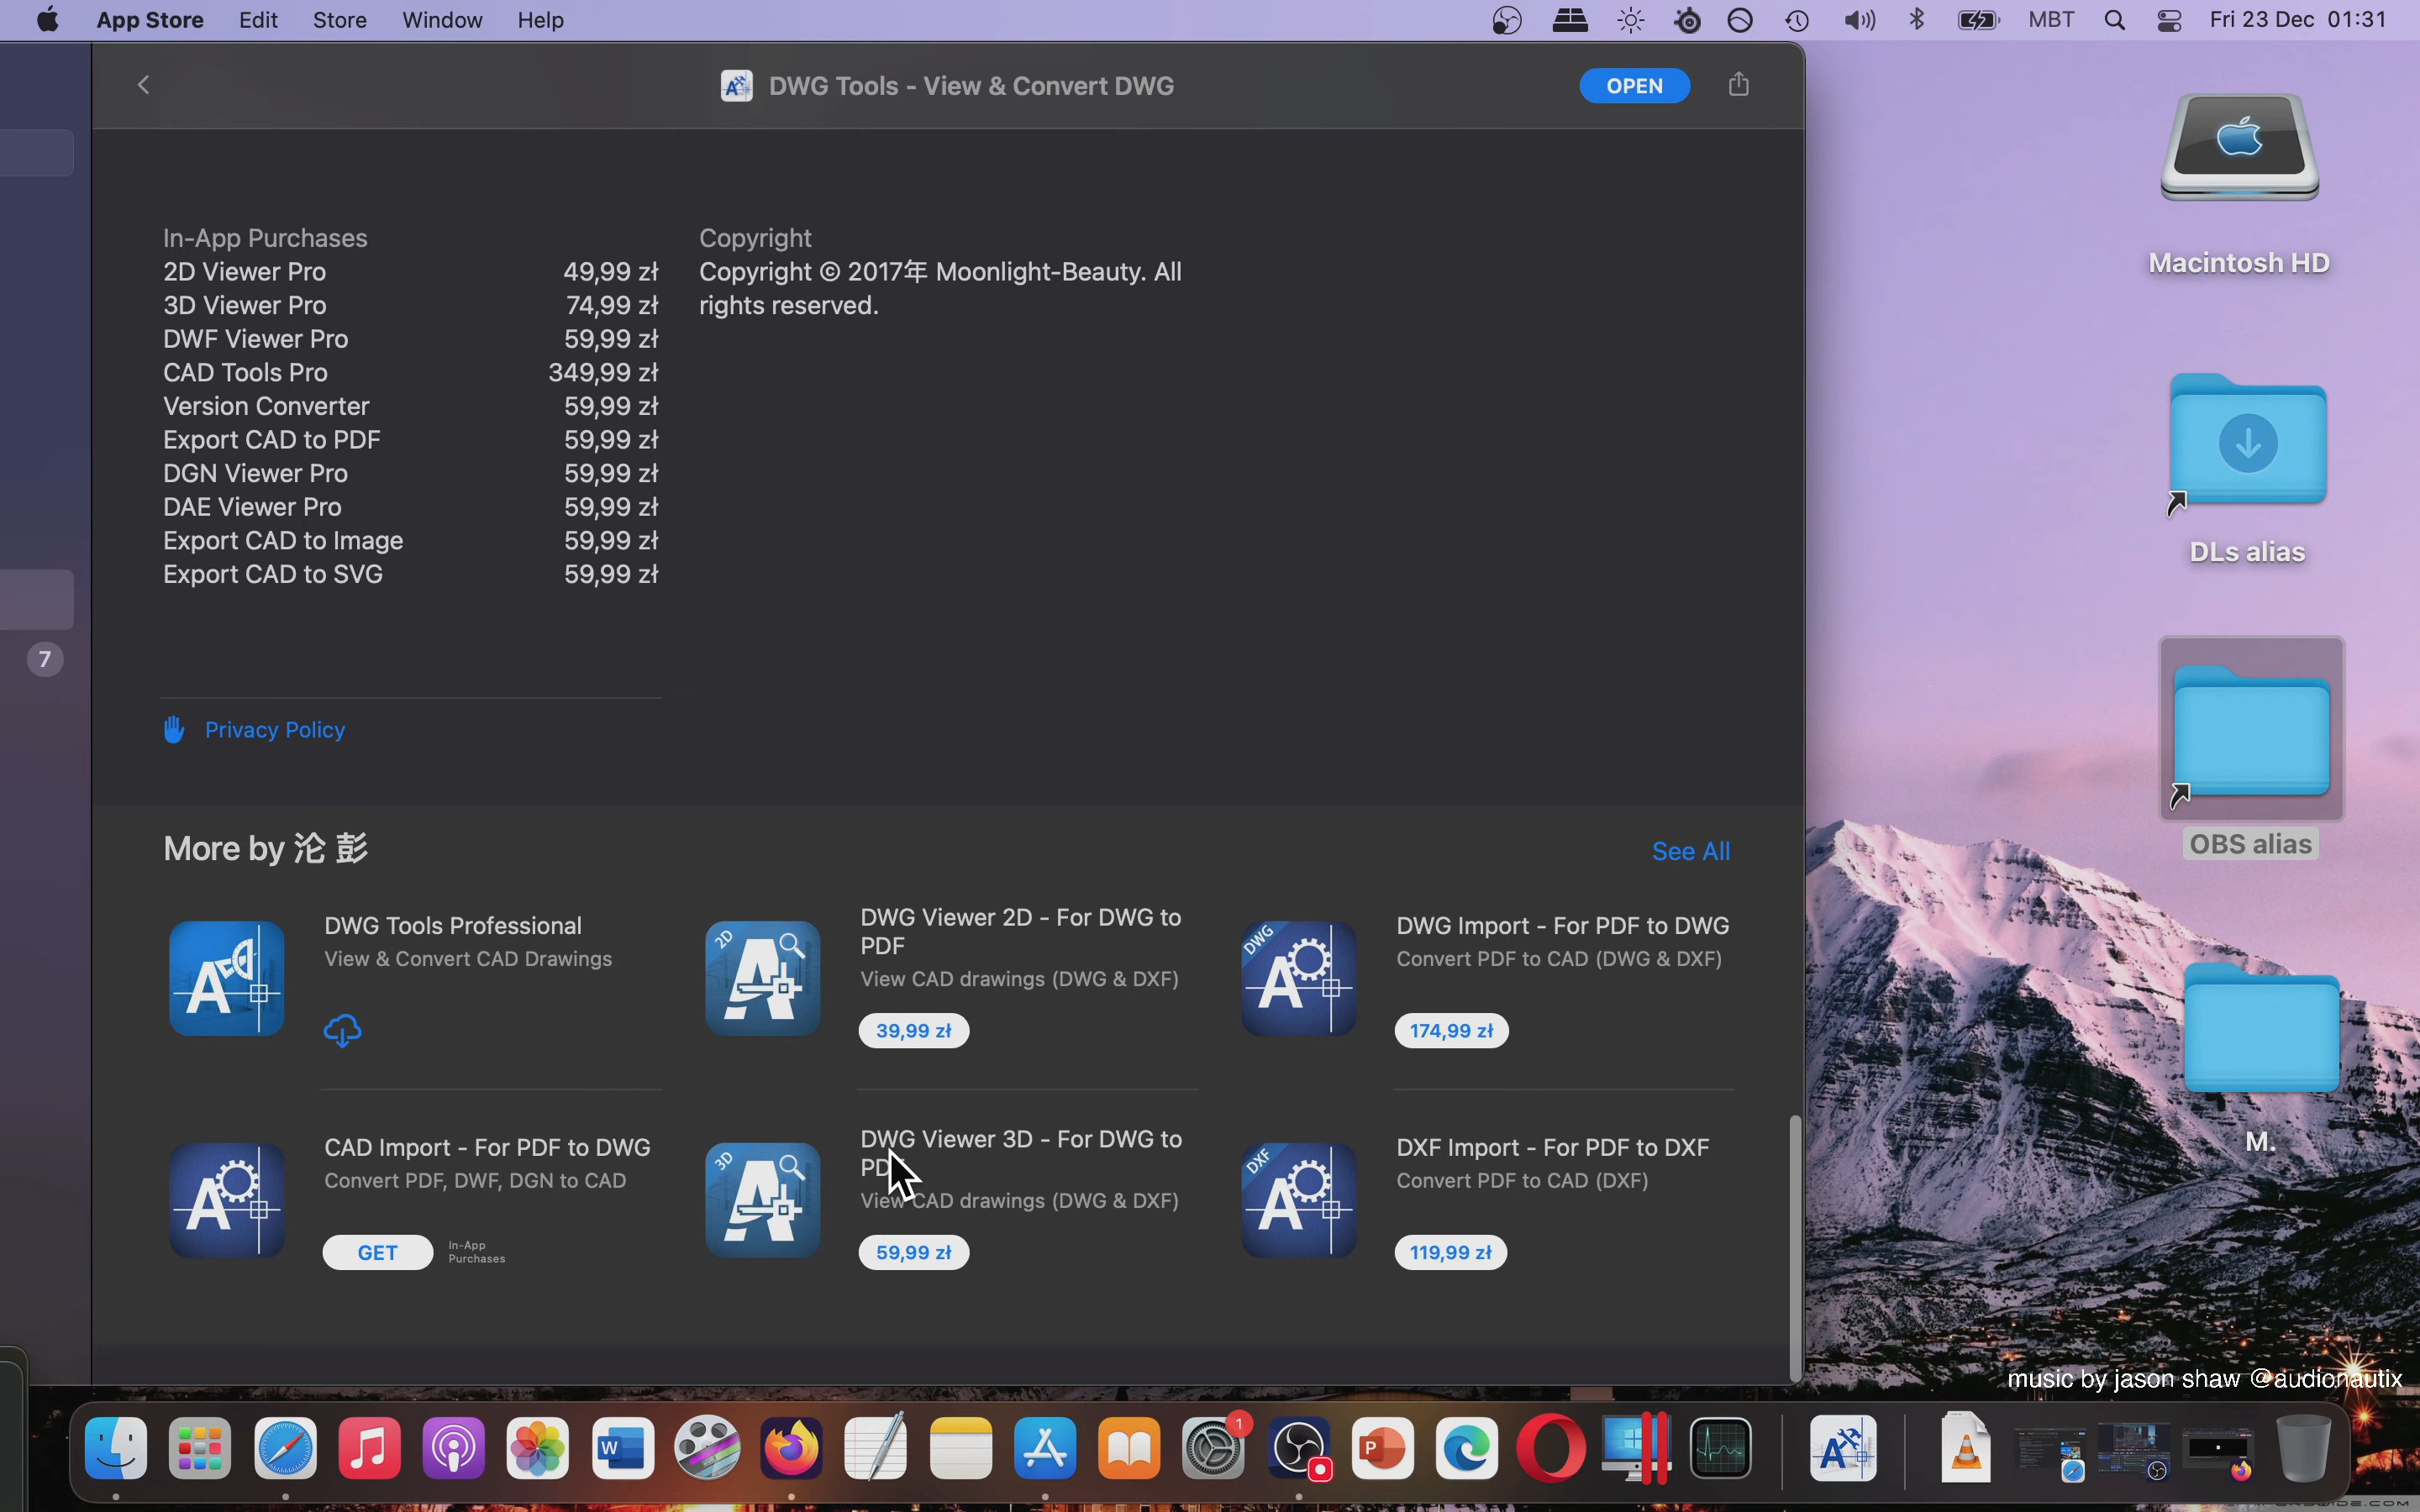 App Store Edit Store Window Help
MBT Fri 23 Dec 01:31
DWG Tools - View & Convert DWG
OPEN
In-App Purchases
2D Viewer Pro 49,99 zł
3D Viewer Pro 74,99 zł
DWF Viewer Pro 59,99 zł
CAD Tools Pro 349,99 zł
Version Converter 59,99 zł
Export CAD to PDF 59,99 zł
DGN Viewer Pro 59,99 zł
DAE Viewer Pro 59,99 zł
Export CAD to Image 59,99 zł
Export CAD to SVG 59,99 zł
Copyright
Copyright © 2017年 Moonlight-Beauty. All
rights reserved.
7
Privacy Policy
More by 沦 彭
See All
DWG Tools Professional
View & Convert CAD Drawings
2D
DWG Viewer 2D - For DWG to
PDF
View CAD drawings (DWG & DXF)
39,99 zł
DWG
DWG Import - For PDF to DWG
Convert PDF to CAD (DWG & DXF)
174,99 zł
CAD Import - For PDF to DWG
Convert PDF, DWF, DGN to CAD
GET
In-App
Purchases
3D
DWG Viewer 3D - For DWG to
View CAD drawings (DWG & DXF)
59,99 zł
DXF
DXF Import - For PDF to DXF
Convert PDF to CAD (DXF)
119,99 zł
Macintosh HD
DLs alias
OBS alias
M.
music by jason shaw @audionautix
W
1
P